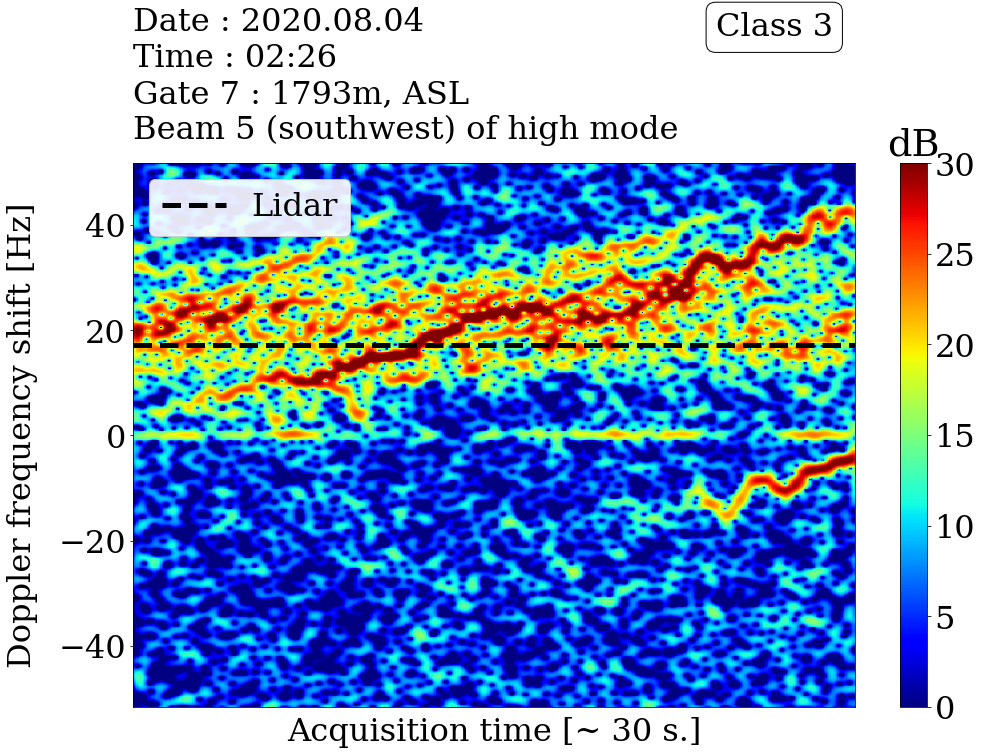 Date : 2020.08.04
Time : 02:26
Gate 7 : 1793m, ASL
Beam 5 (southwest) of high mode
Class 3
dB
Lidar
Doppler frequency shift [Hz]
40
20
0
−20
−40
30
25
20
15
10
5
0
Acquisition time [~ 30 s.]